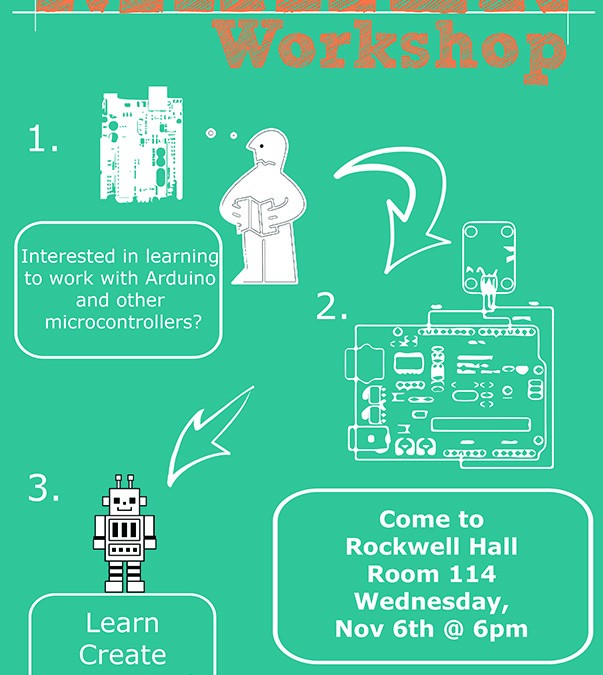 Workshop
1.
Interested in learning
to work with Arduino
and other
microcontrollers?
2.
3.
Come to
Rockwell Hall
Room 114
Wednesday,
Nov 6th @ 6pm
Learn
Create